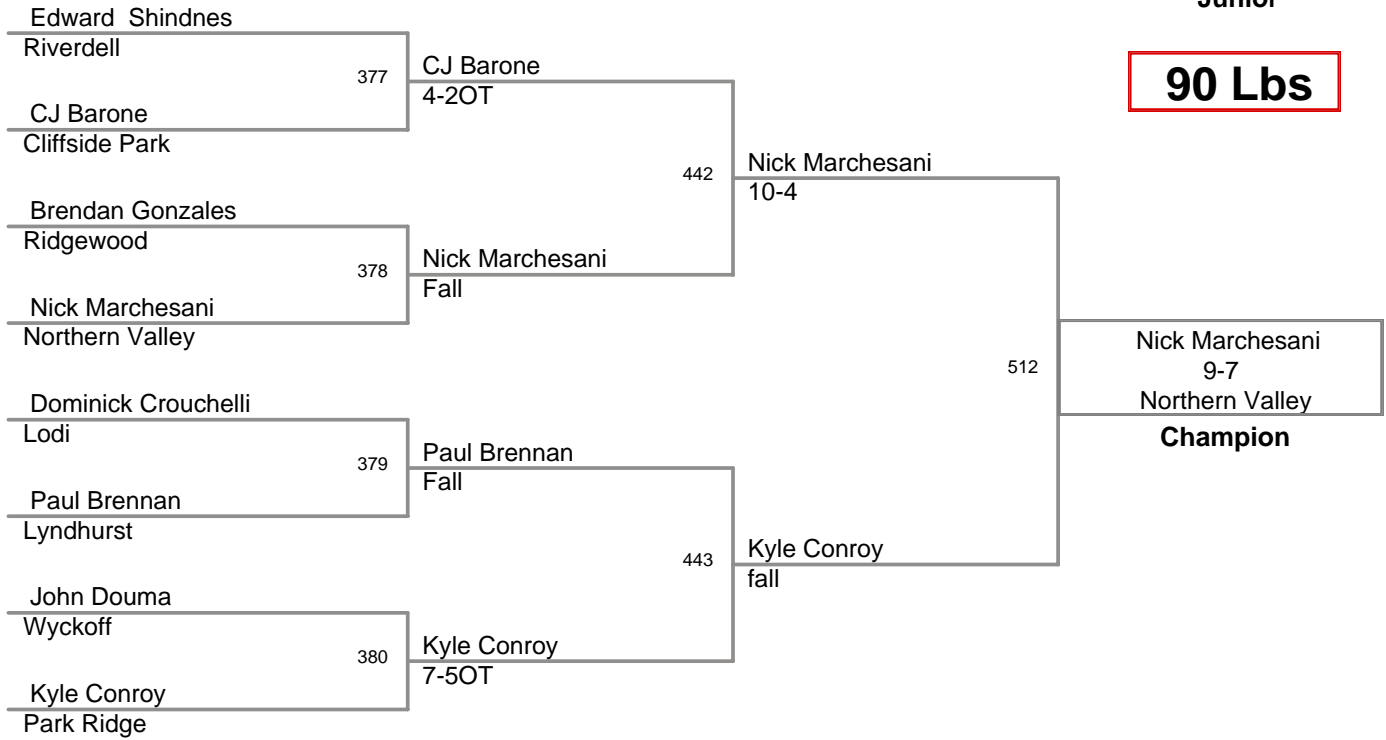 Junior
90 Lbs
Edward Shindnes
Riverdell
377
CJ Barone
4-2OT
CJ Barone
Cliffside Park
442
Nick Marchesani
10-4
Brendan Gonzales
Ridgewood
378
Nick Marchesani
Fall
Nick Marchesani
Northern Valley
512
Nick Marchesani
9-7
Northern Valley
Champion
Dominick Crouchelli
Lodi
379
Paul Brennan
Fall
Paul Brennan
Lyndhurst
443
Kyle Conroy
fall
John Douma
Wyckoff
380
Kyle Conroy
7-5OT
Kyle Conroy
Park Ridge